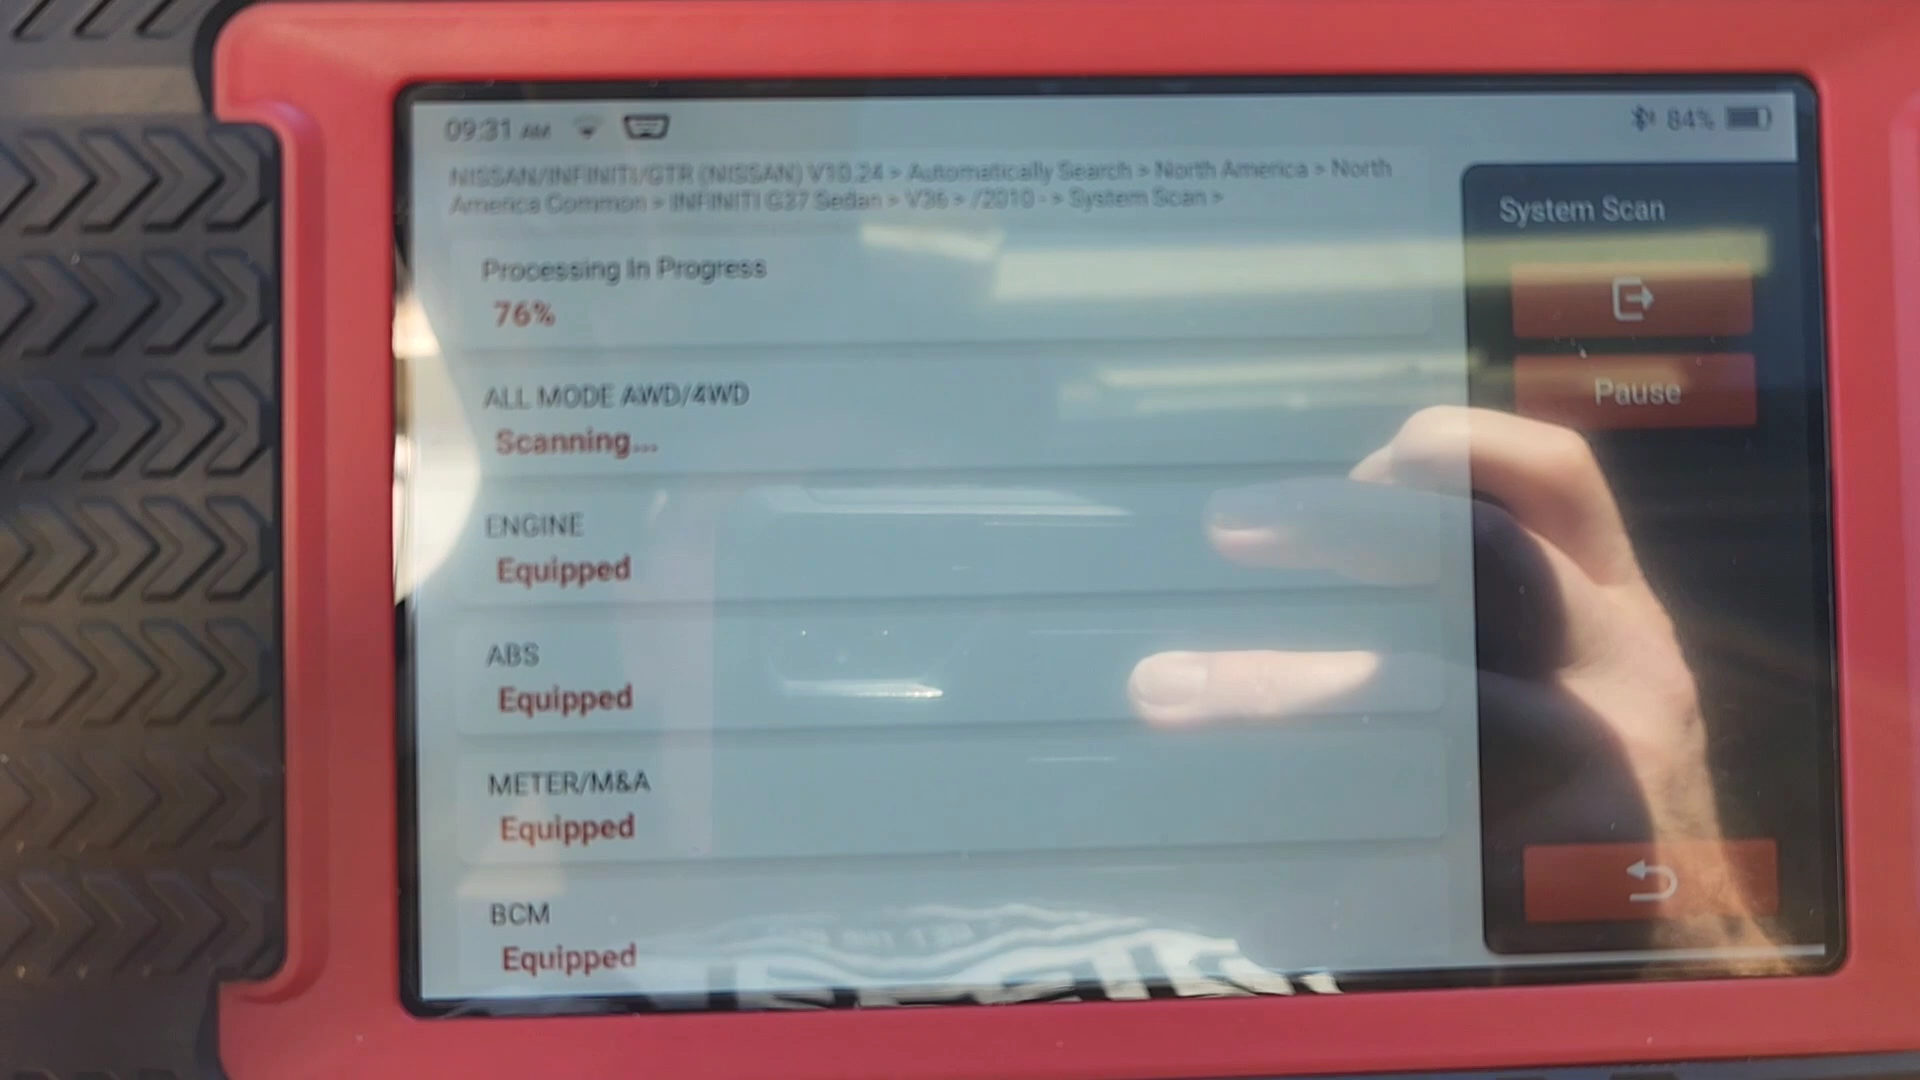 09:31 AM
84%
NISSAN/INFINITI/GTR (NISSAN) V10.24 > Automatically Search > North America > North
America Common > INFINITI G37 Sedan > V36 > /2010 - > System Scan >
System Scan
Processing In Progress
76%
Pause
ALL MODE AWD/4WD
Scanning...
ENGINE
Equipped
ABS
Equipped
METER/M&A
Equipped
BCM
Equipped